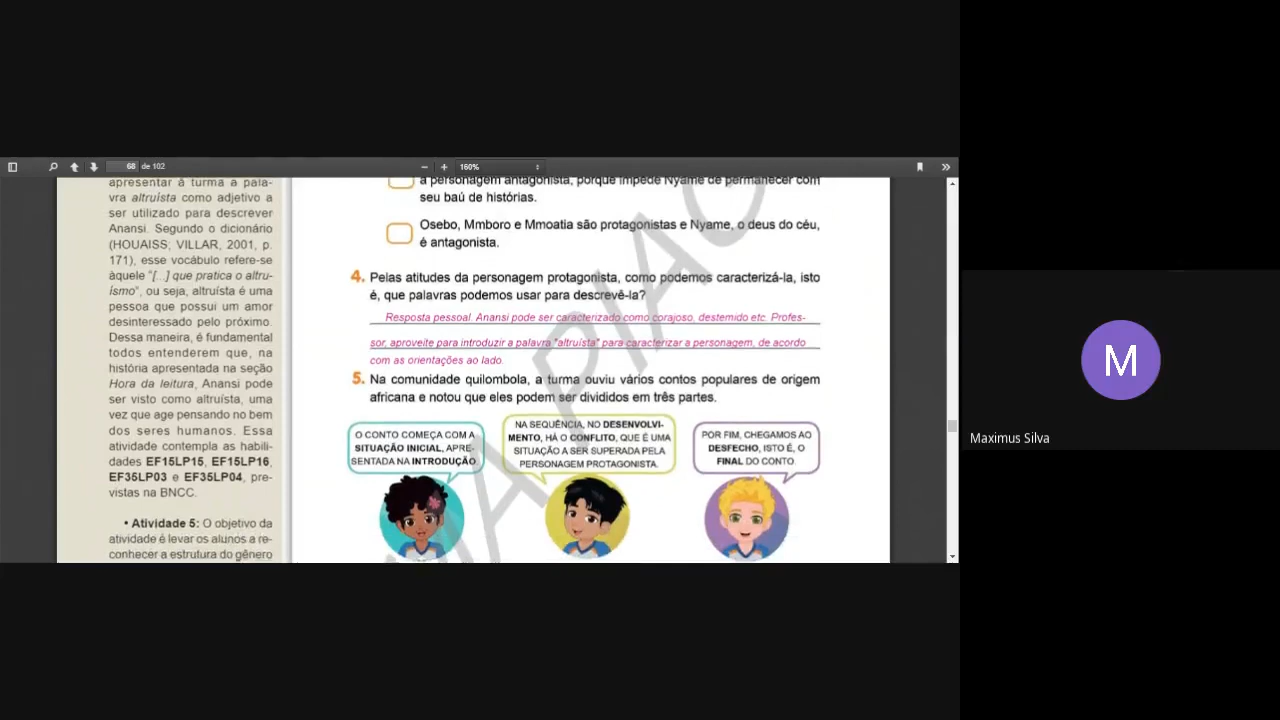 68 de 102
160%
apresentar à turma a pala-
vra altruísta como adjetivo a
ser utilizado para descrever
Anansi. Segundo o dicionário
(HOUAISS; VILLAR, 2001, p.
171), esse vocábulo refere-se
àquele "[...] que pratica o altru-
ísmo", ou seja, altruísta é uma
pessoa que possui um amor
desinteressado pelo próximo.
Dessa maneira, é fundamental
todos entenderem que, na
história apresentada na seção
Hora da leitura, Anansi pode
ser visto como altruísta, uma
vez que age pensando no bem
dos seres humanos. Essa
atividade contempla as habili-
dades EF15LP15, EF15LP16,
EF35LP03 e EF35LP04, pre-
vistas na BNCC.
• Atividade 5: O objetivo da
atividade é levar os alunos a re-
conhecer a estrutura do gênero
a personagem antagonista, porque impede Nyame de permanecer com
seu baú de histórias.
Osebo, Mmboro e Mmoatia são protagonistas e Nyame, o deus do céu,
é antagonista.
4. Pelas atitudes da personagem protagonista, como podemos caracterizá-la, isto
é, que palavras podemos usar para descrevê-la?
Resposta pessoal. Anansi pode ser caracterizado como corajoso, destemido etc. Profes-
sor, aproveite para introduzir a palavra "altruísta" para caracterizar a personagem, de acordo
com as orientações ao lado.
5. Na comunidade quilombola, a turma ouviu vários contos populares de origem
africana e notou que eles podem ser divididos em três partes.
O CONTO COMEÇA COM A
SITUAÇÃO INICIAL, APRE-
SENTADA NA INTRODUÇÃO.
NA SEQUÊNCIA, NO DESENVOLVI-
MENTO, HÁ O CONFLITO, QUE É UMA
SITUAÇÃO A SER SUPERADA PELA
PERSONAGEM PROTAGONISTA.
POR FIM, CHEGAMOS AO
DESFECHO, ISTO É, O
FINAL DO CONTO.
M
Maximus Silva